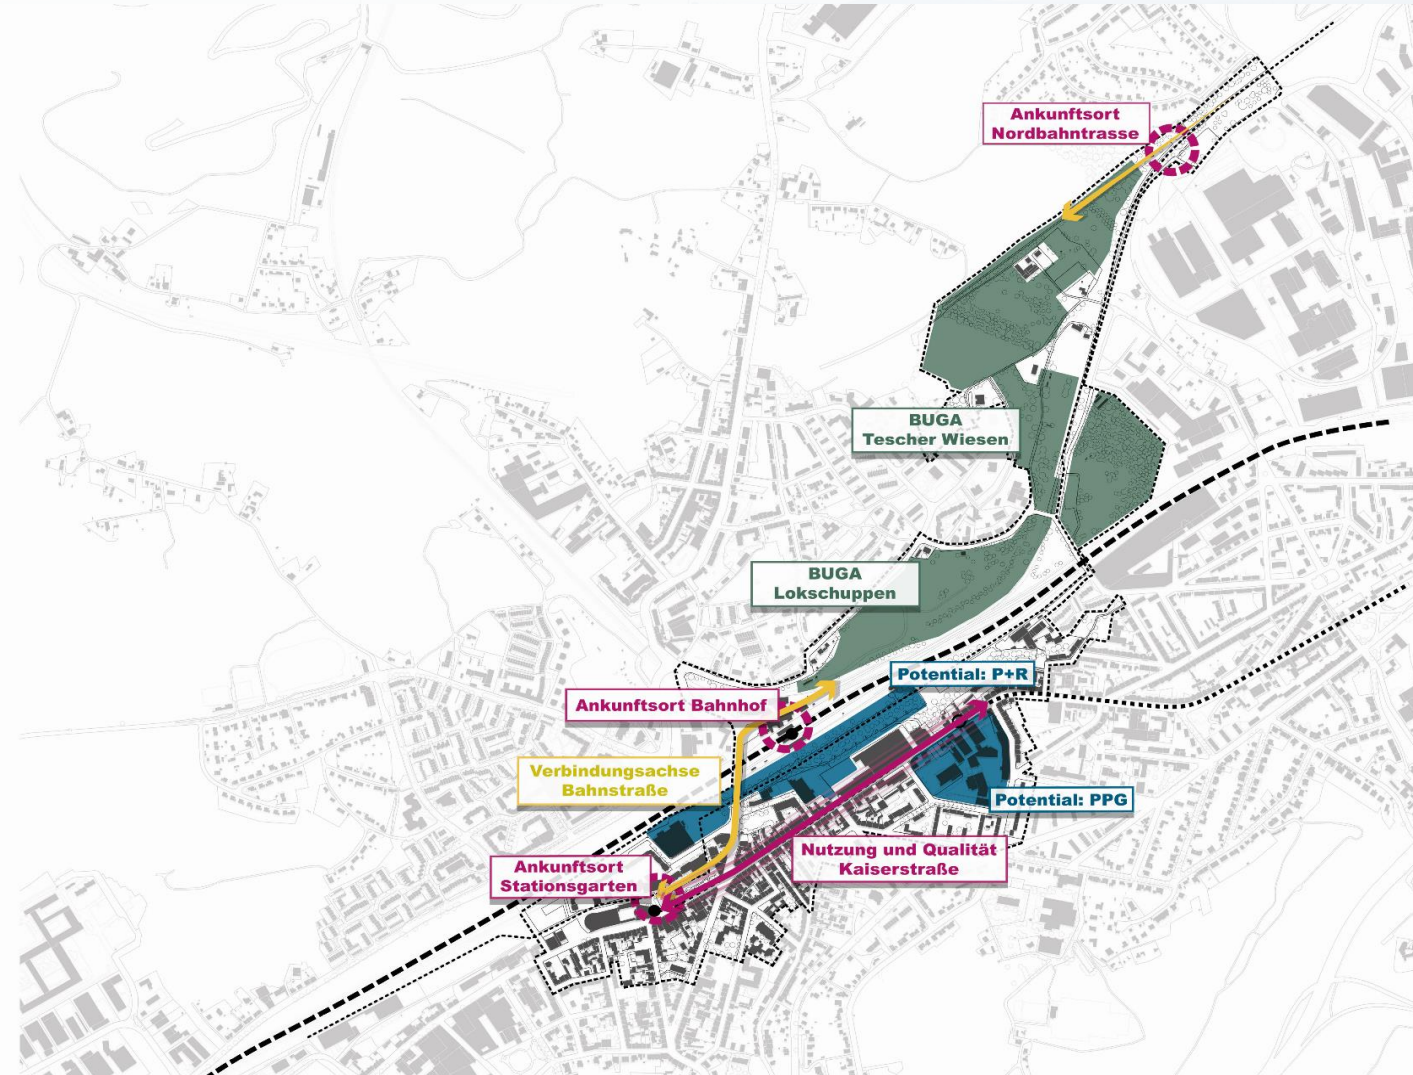 Ankunftsort
Nordbahntrasse
BUGA
Tescher Wiesen
BUGA
Lokschuppen
Potential: P+R
Ankunftsort Bahnhof
Verbindungsachse
Bahnstraße
Potential: PPG
Nutzung und Qualität
Kaiserstraße
Ankunftsort
Stationsgarten